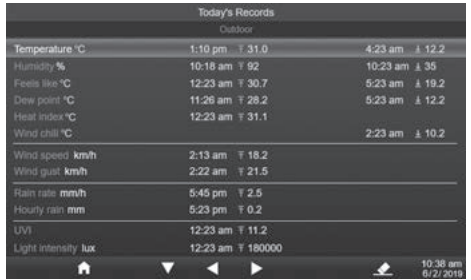 Today's Records
Outdoor
Temperature °C 1:10 pm 31.0 4:23 am 12.2
Humidity % 10:18 am 92 10:23 am 35
Feels like °C 12:23 am 30.7 5:23 am 19.2
Dew point °C 11:26 am 28.2 5:23 am 12.2
Heat index °C 12:23 am 31.1
Wind chill °C 2:23 am 10.2
Wind speed km/h 2:13 am 18.2
Wind gust km/h 2:22 am 21.5
Rain rate mm/h 5:45 pm 2.5
Hourly rain mm 5:23 pm 0.2
UVI 12:23 am 11.2
Light intensity lux 12:23 am 180000
10:38 am
6/2/2019